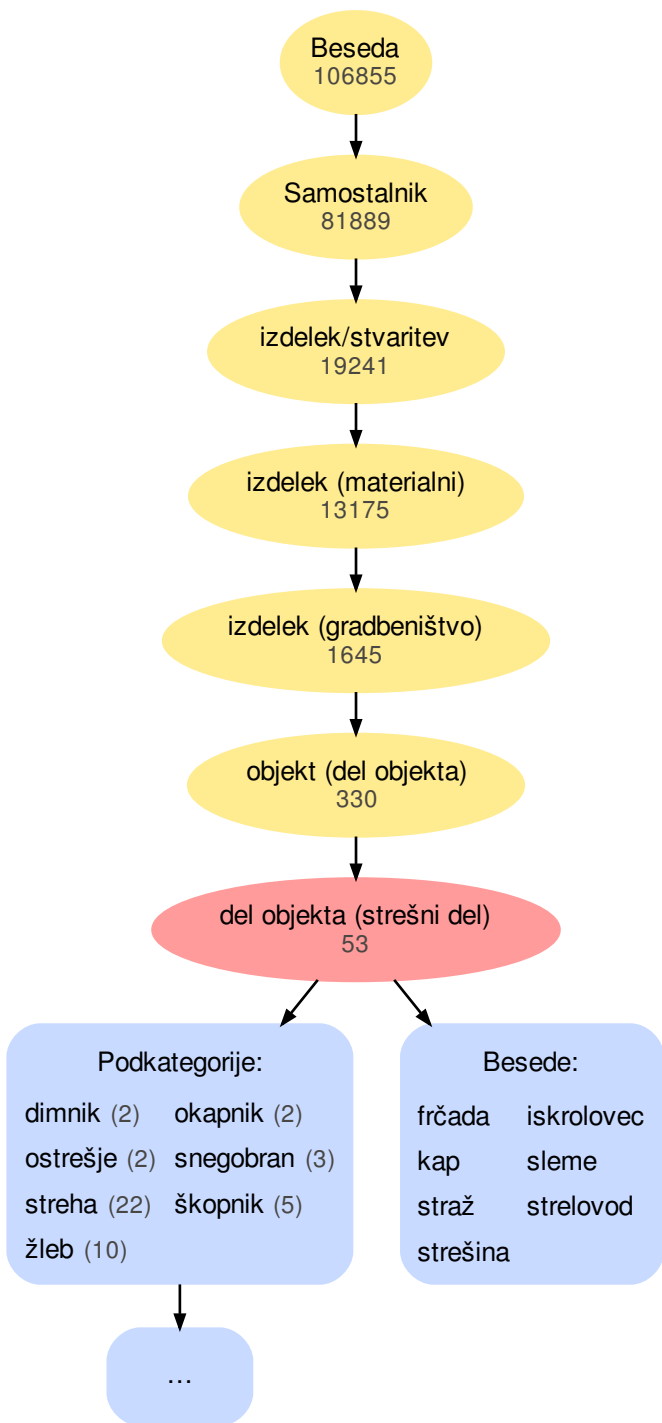 Beseda
106855
Samostalnik
81889
izdelek/stvaritev
19241
izdelek (materialni)
13175
izdelek (gradbeništvo)
1645
objekt (del objekta)
330
del objekta (strešni del)
53
Podkategorije:
dimnik (2) okapnik (2)
ostrešje (2) snegobran (3)
streha (22) škopnik (5)
žleb (10)
Besede:
frčada iskrolovec
kap sleme
straž strelovod
strešina
...